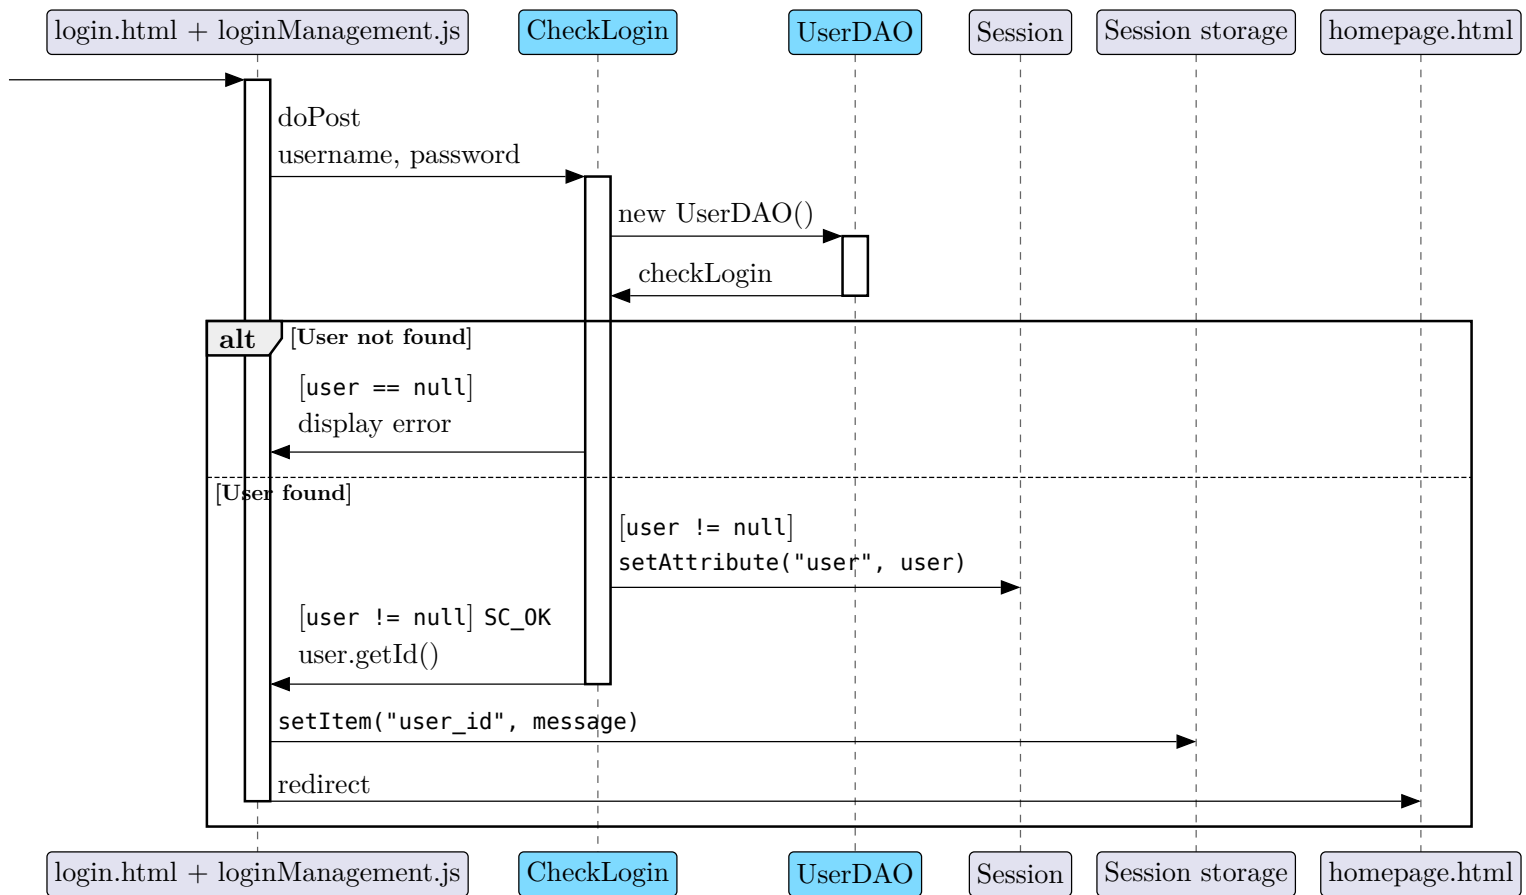 login.html + loginManagement.js
CheckLogin
UserDAO
Session
Session storage
homepage.html
doPost
username, password
new UserDAO()
checkLogin
alt
[User not found]
[user == null]
display error
[User found]
[user != null]
setAttribute("user", user)
[user != null] SC_OK
user.getId()
setItem("user_id", message)
redirect
login.html + loginManagement.js
CheckLogin
UserDAO
Session
Session storage
homepage.html